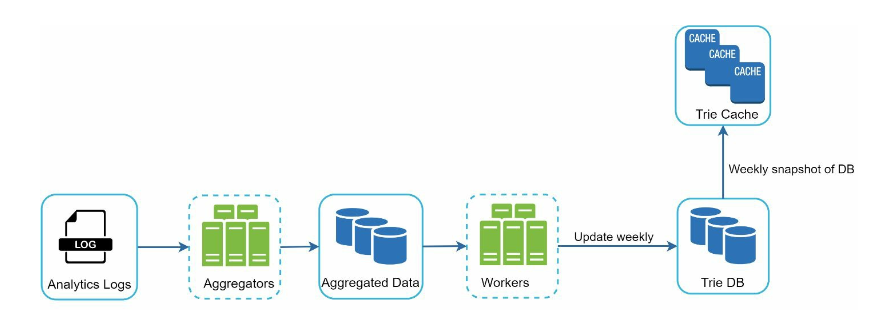 CACHE
CACHE
CACHE
Trie Cache
Weekly snapshot of DB
LOG
Update weekly
Analytics Logs
Aggregators
Aggregated Data
Workers
Trie DB